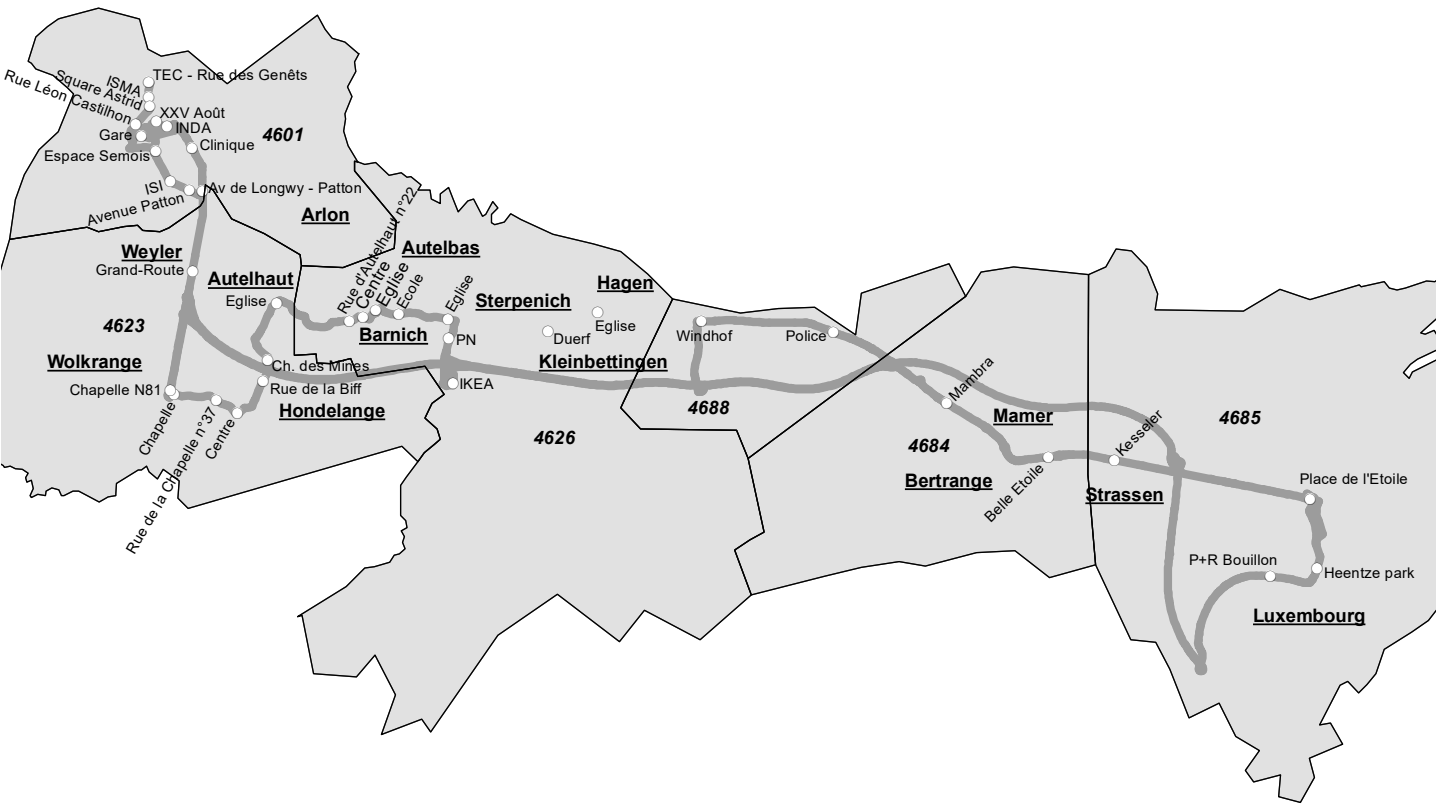 TEC - Rue des Genêts
ISMA
Square Astrid
Rue Léon Castilhon
XXV Août
INDA
Gare
4601
Clinique
Espace Semois
ISI
Av de Longwy - Patton
Avenue Patton
Arlon
Weyler
Grand-Route
Autelhaut
Eglise
Rue d'Autelhaut n°22
Centre
Eglise
Ecole
Autelbas
Eglise
Sterpenich
Hagen
Eglise
Duerf
Barnich
PN
Kleinbettingen
4623
Wolkrange
Ch. des Mines
Rue de la Biff
Chapelle N81
Hondelange
IKEA
Chapelle
Rue de la Chapelle n°37
Centre
4626
Windhof
Police
4688
Mambra
Mamer
4684
Bertrange
Belle Etoile
Kesseler
Strassen
4685
Place de l'Etoile
P+R Bouillon
Heentze park
Luxembourg